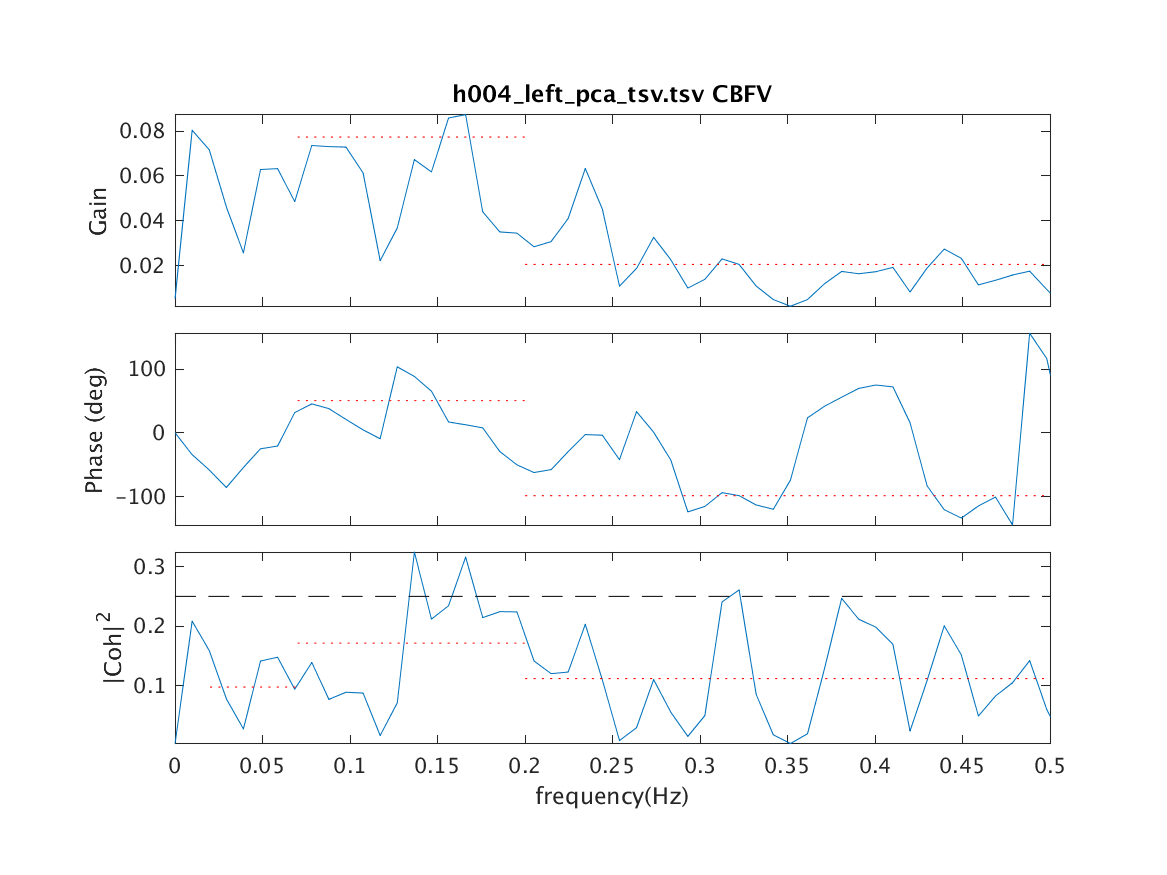 h004_left_pca_tsv.tsv CBFV
Gain
0.08
0.06
0.04
0.02
Phase (deg)
100
0
-100
|Coh|²
0.3
0.2
0.1
0 0.05 0.1 0.15 0.2 0.25 0.3 0.35 0.4 0.45 0.5
frequency(Hz)